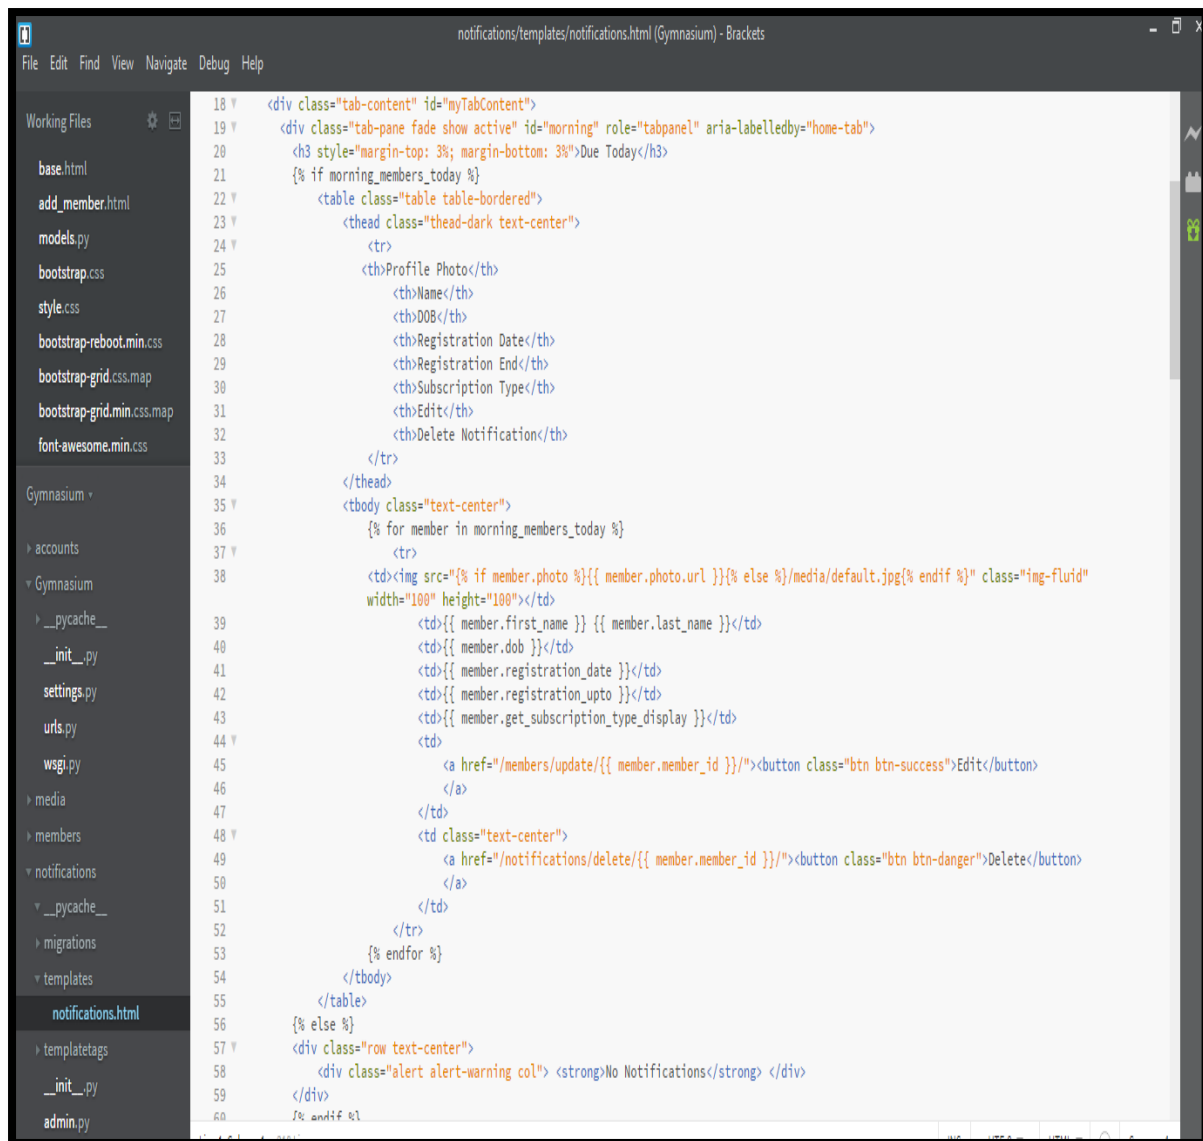 notifications/templates/notifications.html (Gymnasium) - Brackets
File Edit Find View Navigate Debug Help
Working Files
base.html
add_member.html
models.py
bootstrap.css
style.css
bootstrap-reboot.min.css
bootstrap-grid.css.map
bootstrap-grid.min.css.map
font-awesome.min.css
Gymnasium
accounts
Gymnasium
__pycache__
__init__.py
settings.py
urls.py
wsgi.py
media
members
notifications
__pycache__
migrations
templates
notifications.html
templatetags
__init__.py
admin.py
18 <div class="tab-content" id="myTabContent">
19 <div class="tab-pane fade show active" id="morning" role="tabpanel" aria-labelledby="home-tab">
20 <h3 style="margin-top: 3%; margin-bottom: 3%">Due Today</h3>
21 {% if morning_members_today %}
22 <table class="table table-bordered">
23 <thead class="thead-dark text-center">
24 <tr>
25 <th>Profile Photo</th>
26 <th>Name</th>
27 <th>DOB</th>
28 <th>Registration Date</th>
29 <th>Registration End</th>
30 <th>Subscription Type</th>
31 <th>Edit</th>
32 <th>Delete Notification</th>
33 </tr>
34 </thead>
35 <tbody class="text-center">
36 {% for member in morning_members_today %}
37 <tr>
38 <td><img src="{% if member.photo %}{{ member.photo.url }}{% else %}/media/default.jpg{% endif %}" class="img-fluid"
width="100" height="100"></td>
39 <td>{{ member.first_name }} {{ member.last_name }}</td>
40 <td>{{ member.dob }}</td>
41 <td>{{ member.registration_date }}</td>
42 <td>{{ member.registration_upto }}</td>
43 <td>{{ member.get_subscription_type_display }}</td>
44 <td>
45 <a href="/members/update/{{ member.member_id }}/"><button class="btn btn-success">Edit</button>
46 </a>
47 </td>
48 <td class="text-center">
49 <a href="/notifications/delete/{{ member.member_id }}/"><button class="btn btn-danger">Delete</button>
50 </a>
51 </td>
52 </tr>
53 {% endfor %}
54 </tbody>
55 </table>
56 {% else %}
57 <div class="row text-center">
58 <div class="alert alert-warning col"> <strong>No Notifications</strong> </div>
59 </div>
60 {% endif %}